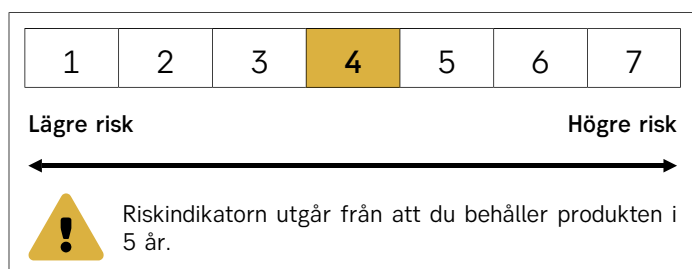 1 2 3 4 5 6 7
Lägre risk Högre risk
Riskindikatorn utgår från att du behåller produkten i
5 år.